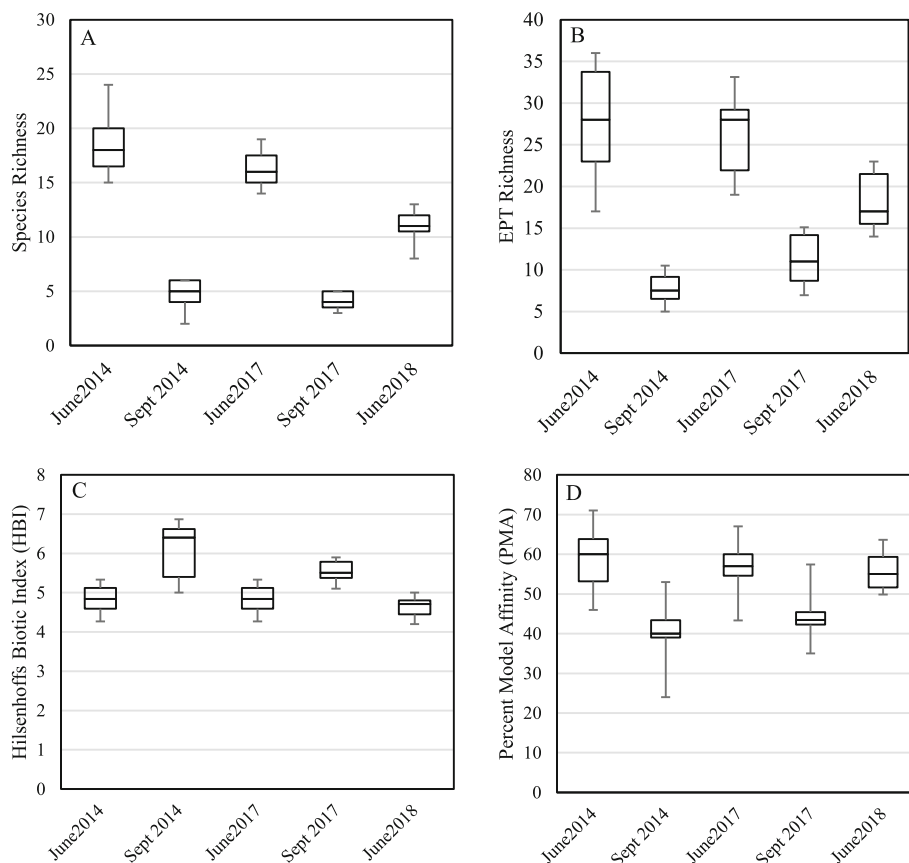 A
Species Richness
30
25
20
15
10
5
0
June2014
Sept 2014
June2017
Sept 2017
June2018
B
EPT Richness
40
35
30
25
20
15
10
5
0
June2014
Sept 2014
June2017
Sept 2017
June2018
C
Hilsenhoffs Biotic Index (HBI)
8
7
6
5
4
3
2
1
0
June2014
Sept 2014
June2017
Sept 2017
June2018
D
Percent Model Affinity (PMA)
80
70
60
50
40
30
20
10
0
June2014
Sept 2014
June2017
Sept 2017
June2018